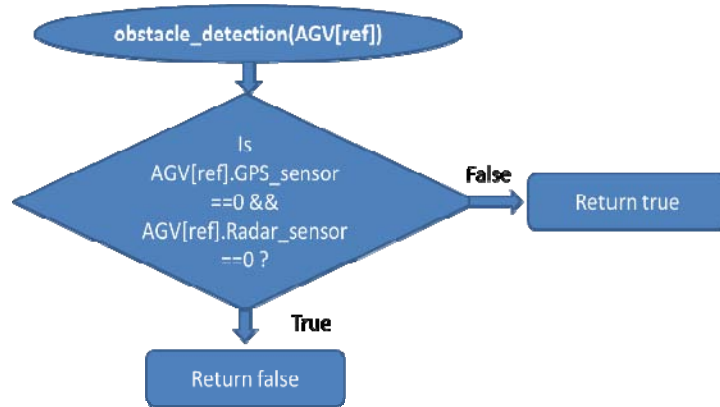 obstacle_detection(AGV[ref])
Is
AGV[ref].GPS_sensor
==0 &&
AGV[ref].Radar_sensor
==0 ?
False
Return true
True
Return false